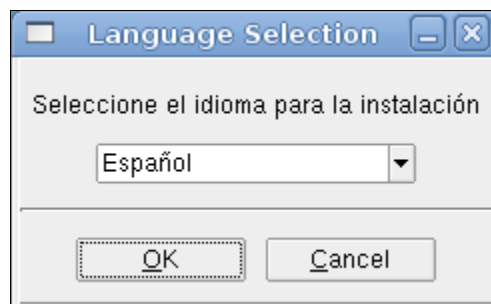 Language Selection
Seleccione el idioma para la instalación
Español
OK
Cancel